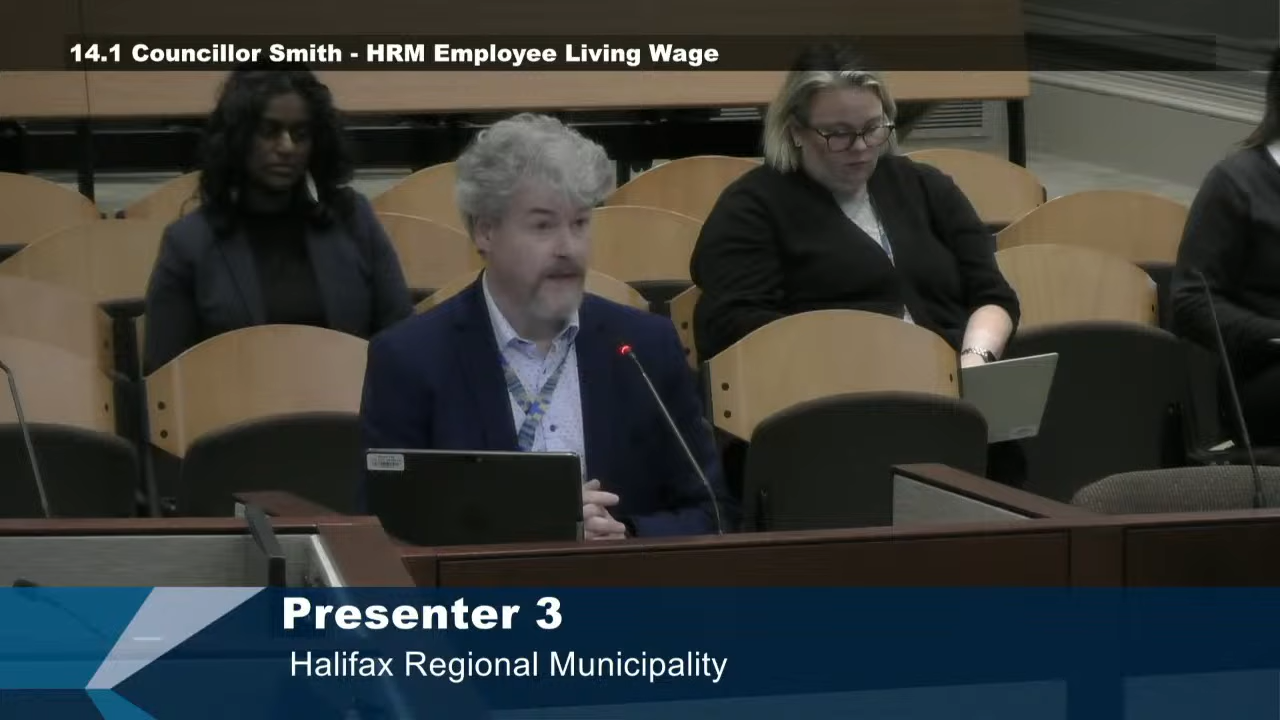 14.1 Councillor Smith - HRM Employee Living Wage
Presenter 3
Halifax Regional Municipality